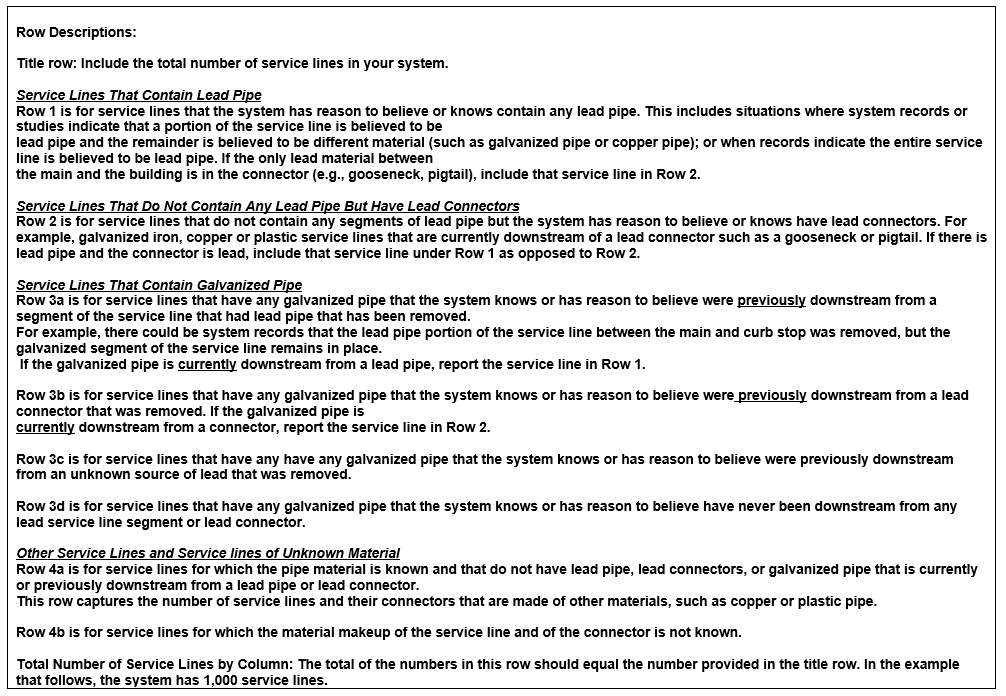 Row Descriptions:
Title row: Include the total number of service lines in your system.
Service Lines That Contain Lead Pipe
Row 1 is for service lines that the system has reason to believe or knows contain any lead pipe. This includes situations where system records or
studies indicate that a portion of the service line is believed to be
lead pipe and the remainder is believed to be different material (such as galvanized pipe or copper pipe); or when records indicate the entire service
line is believed to be lead pipe. If the only lead material between
the main and the building is in the connector (e.g., gooseneck, pigtail), include that service line in Row 2.
Service Lines That Do Not Contain Any Lead Pipe But Have Lead Connectors
Row 2 is for service lines that do not contain any segments of lead pipe but the system has reason to believe or knows have lead connectors. For
example, galvanized iron, copper or plastic service lines that are currently downstream of a lead connector such as a gooseneck or pigtail. If there is
lead pipe and the connector is lead, include that service line under Row 1 as opposed to Row 2.
Service Lines That Contain Galvanized Pipe
Row 3a is for service lines that have any galvanized pipe that the system knows or has reason to believe were previously downstream from a
segment of the service line that had lead pipe that has been removed.
For example, there could be system records that the lead pipe portion of the service line between the main and curb stop was removed, but the
galvanized segment of the service line remains in place.
If the galvanized pipe is currently downstream from a lead pipe, report the service line in Row 1.
Row 3b is for service lines that have any galvanized pipe that the system knows or has reason to believe were previously downstream from a lead
connector that was removed. If the galvanized pipe is
currently downstream from a connector, report the service line in Row 2.
Row 3c is for service lines that have any have any galvanized pipe that the system knows or has reason to believe were previously downstream
from an unknown source of lead that was removed.
Row 3d is for service lines that have any galvanized pipe that the system knows or has reason to believe have never been downstream from any
lead service line segment or lead connector.
Other Service Lines and Service lines of Unknown Material
Row 4a is for service lines for which the pipe material is known and that do not have lead pipe, lead connectors, or galvanized pipe that is currently
or previously downstream from a lead pipe or lead connector.
This row captures the number of service lines and their connectors that are made of other materials, such as copper or plastic pipe.
Row 4b is for service lines for which the material makeup of the service line and of the connector is not known.
Total Number of Service Lines by Column: The total of the numbers in this row should equal the number provided in the title row. In the example
that follows, the system has 1,000 service lines.